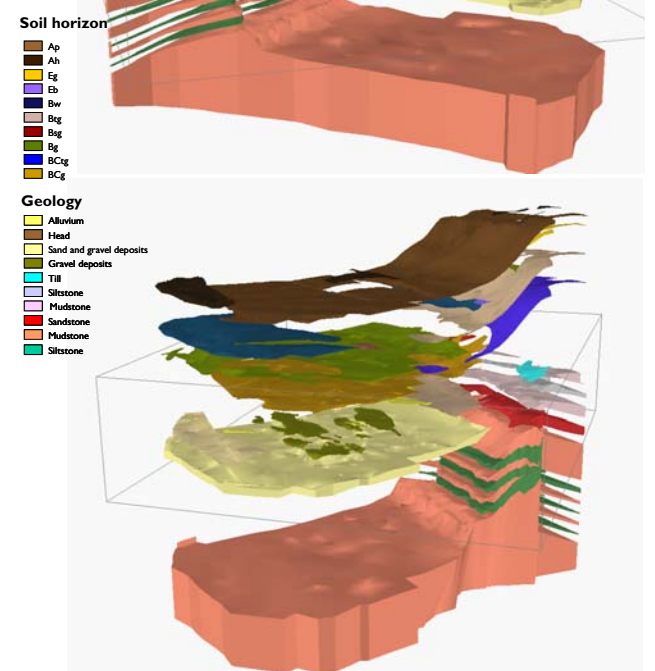 Soil horizon
Ap
Ah
Eg
Eb
Bw
Btg
Bsg
Bg
BCtg
BCg
Geology
Alluvium
Head
Sand and gravel deposits
Gravel deposits
Till
Siltstone
Mudstone
Sandstone
Mudstone
Siltstone